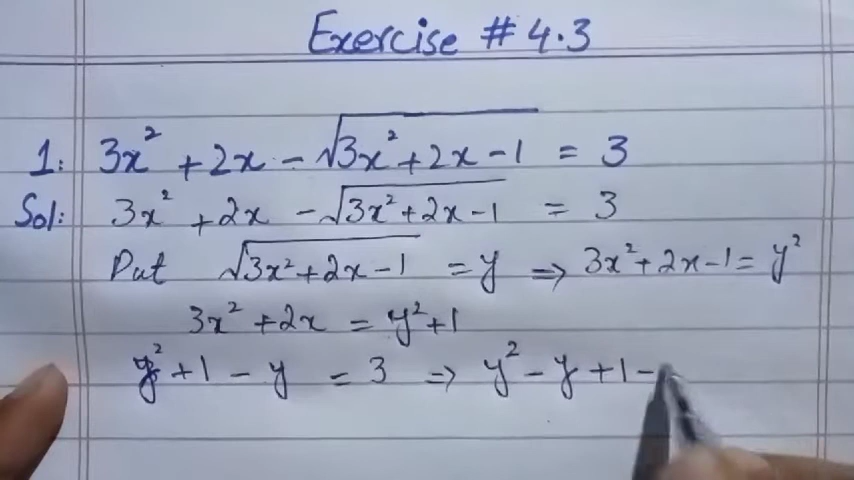 Exercise # 4.3
1: 3x² + 2x - √(3x² + 2x - 1) = 3
Sol: 3x² + 2x - √(3x² + 2x - 1) = 3
Put √(3x² + 2x - 1) = y ⇒ 3x² + 2x - 1 = y²
3x² + 2x = y² + 1
y² + 1 - y = 3 ⇒ y² - y + 1 -